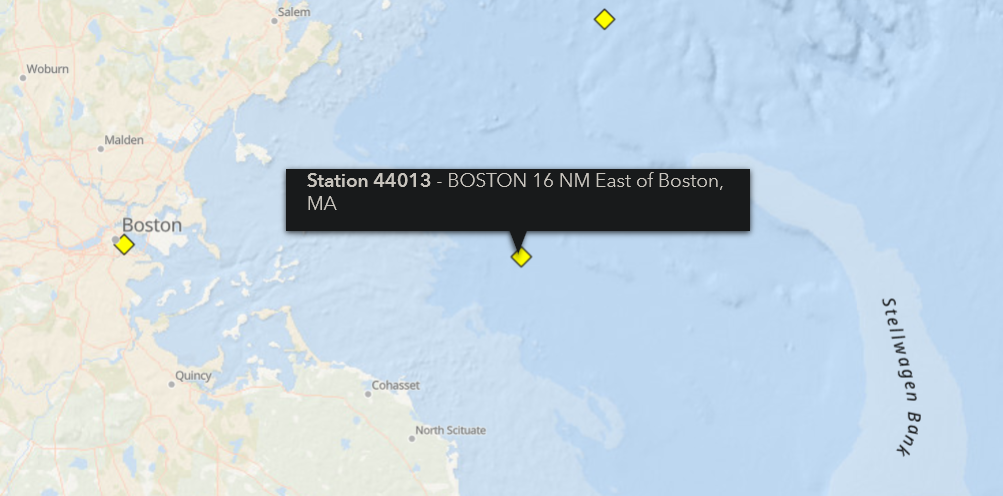 Salem
Woburn
Malden
Station 44013 - BOSTON 16 NM East of Boston,
MA
Boston
Stellwagen Bank
Quincy
Cohasset
North Scituate